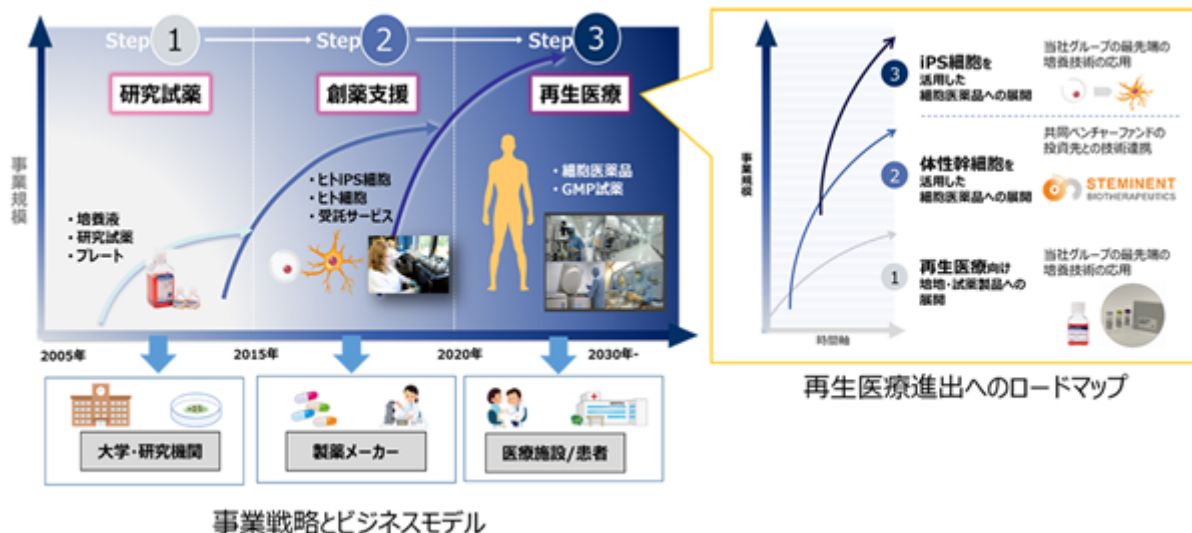 Step 1
Step 2
Step 3
研究試薬
創薬支援
再生医療
事業規模
・培養液
・研究試薬
・プレート
・ヒトiPS細胞
・ヒト細胞
・受託サービス
・細胞医薬品
・GMP試薬
2005年
2015年
2020年
2030年-
大学・研究機関
製薬メーカー
医療施設/患者
事業戦略とビジネスモデル
事業規模
時間軸
3
iPS細胞を
活用した
細胞医薬品への展開
当社グループの最先端の
培養技術の応用
2
体性幹細胞を
活用した
細胞医薬品への展開
共同ベンチャーファンドの
投資先との技術連携
STEMINENT
BIOTHERAPEUTICS
1
再生医療向け
培地・試薬製品への
展開
当社グループの最先端の
培養技術の応用
再生医療進出へのロードマップ